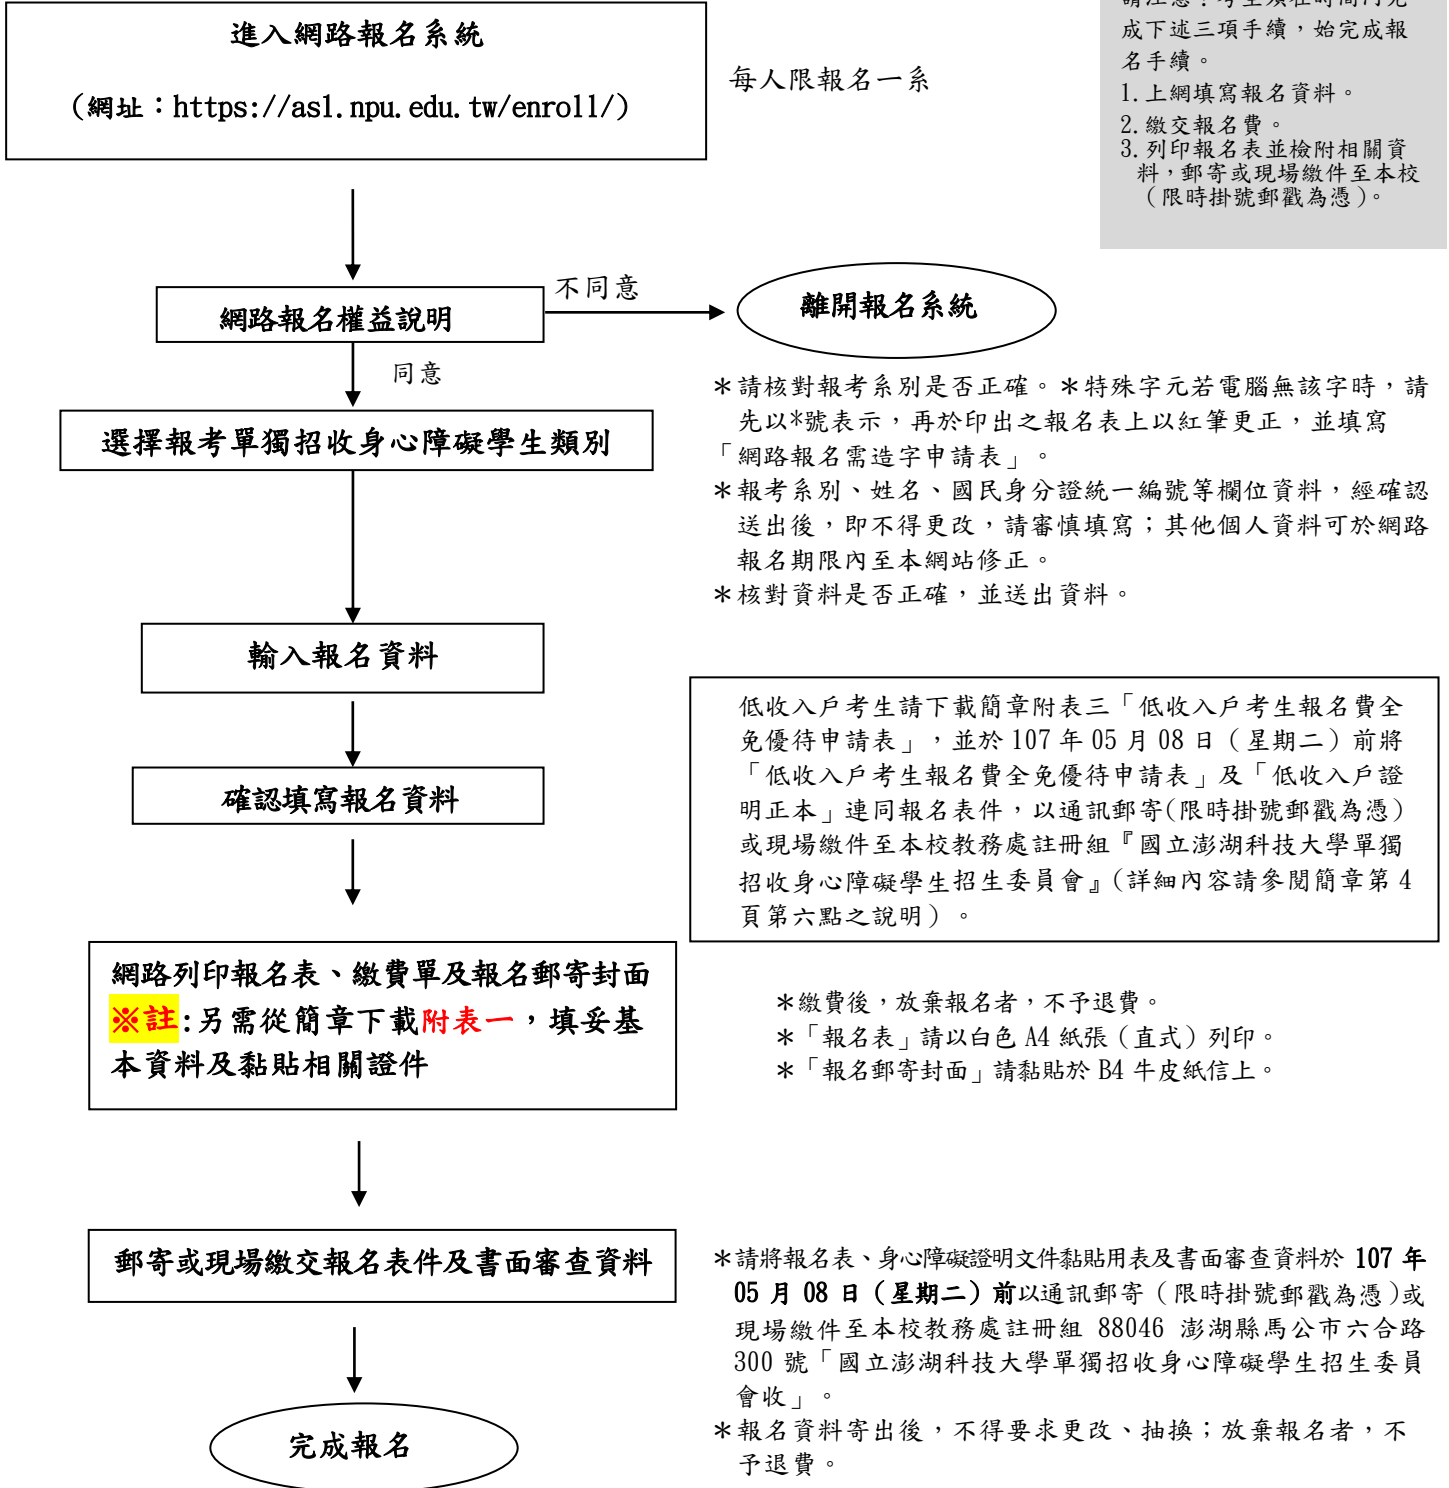 進入網路報名系統
(網址：https://as1.npu.edu.tw/enroll/)
每人限報名一系
請注意：考生須在時間內完
成下述三項手續，始完成報
名手續。
1.上網填寫報名資料。
2.繳交報名費。
3.列印報名表並檢附相關資
料，郵寄或現場繳件至本校
（限時掛號郵戳為憑）。
網路報名權益說明
不同意
離開報名系統
同意
選擇報考單獨招收身心障礙學生類別
＊請核對報考系別是否正確。＊特殊字元若電腦無該字時，請
先以*號表示，再於印出之報名表上以紅筆更正，並填寫
「網路報名需造字申請表」。
＊報考系別、姓名、國民身分證統一編號等欄位資料，經確認
送出後，即不得更改，請審慎填寫；其他個人資料可於網路
報名期限內至本網站修正。
＊核對資料是否正確，並送出資料。
輸入報名資料
確認填寫報名資料
低收入戶考生請下載簡章附表三「低收入戶考生報名費全
免優待申請表」，並於 107 年 05 月 08 日（星期二）前將
「低收入戶考生報名費全免優待申請表」及「低收入戶證
明正本」連同報名表件，以通訊郵寄(限時掛號郵戳為憑)
或現場繳件至本校教務處註冊組『國立澎湖科技大學單獨
招收身心障礙學生招生委員會』(詳細內容請參閱簡章第 4
頁第六點之說明）。
網路列印報名表、繳費單及報名郵寄封面
※註:另需從簡章下載附表一，填妥基
本資料及黏貼相關證件
＊繳費後，放棄報名者，不予退費。
＊「報名表」請以白色 A4 紙張（直式）列印。
＊「報名郵寄封面」請黏貼於 B4 牛皮紙信上。
郵寄或現場繳交報名表件及書面審查資料
＊請將報名表、身心障礙證明文件黏貼用表及書面審查資料於 107 年
05 月 08 日（星期二）前以通訊郵寄（限時掛號郵戳為憑）或
現場繳件至本校教務處註冊組 88046 澎湖縣馬公市六合路
300 號「國立澎湖科技大學單獨招收身心障礙學生招生委員
會收」。
＊報名資料寄出後，不得要求更改、抽換；放棄報名者，不
予退費。
完成報名